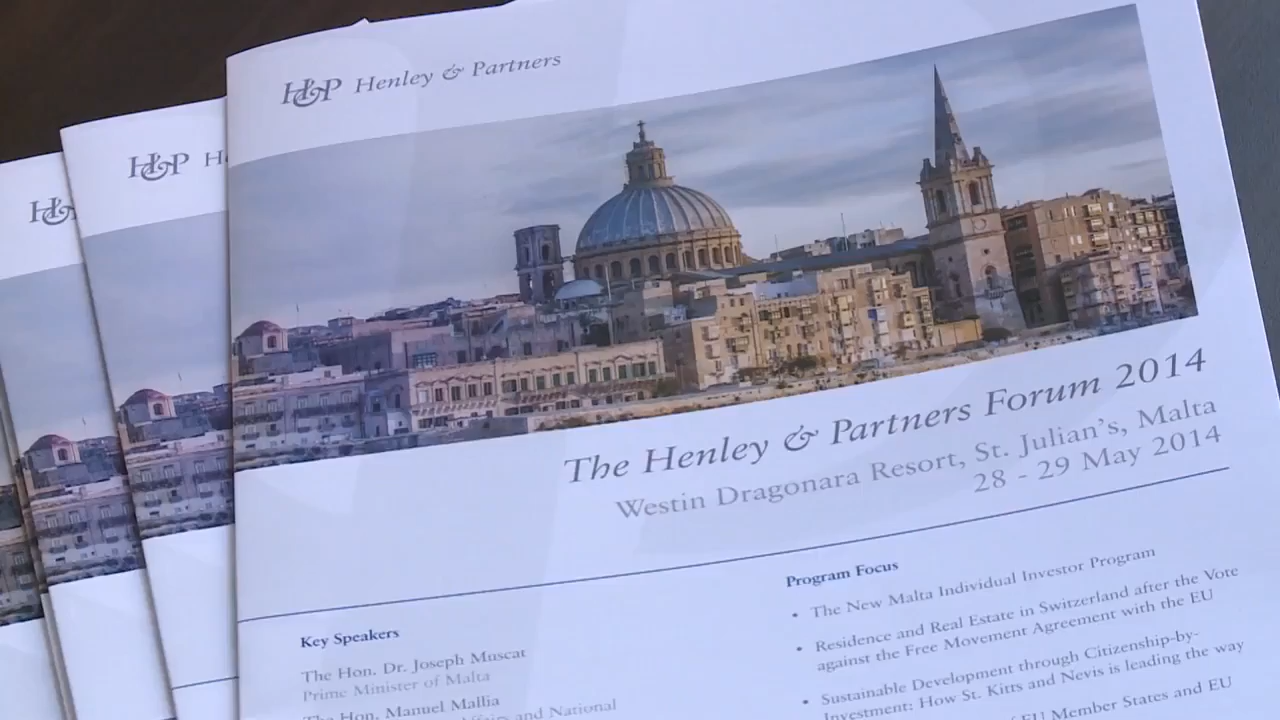 H&P Henley & Partners
H&P H
H&
The Henley & Partners Forum 2014
Westin Dragonara Resort, St. Julian's, Malta
28 - 29 May 2014
Key Speakers
The Hon. Dr. Joseph Muscat
Prime Minister of Malta
The Hon. Manuel Mallia
Affairs and National
Program Focus
• The New Malta Individual Investor Program
• Residence and Real Estate in Switzerland after the Vote
against the Free Movement Agreement with the EU
• Sustainable Development through Citizenship-by-
Investment: How St. Kitts and Nevis is leading the way
EU Member States and EU